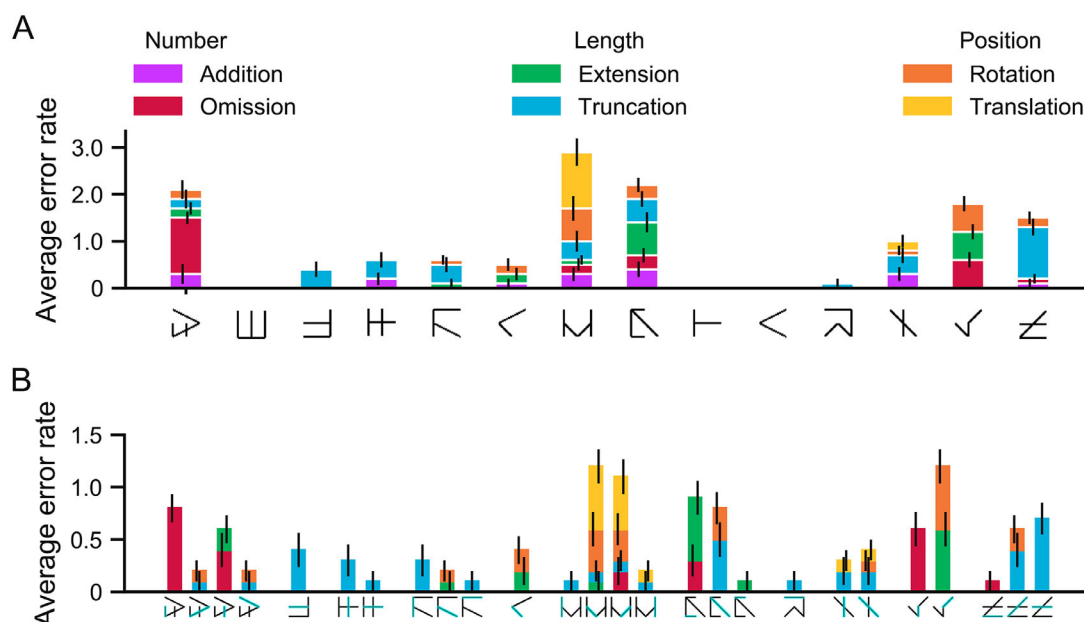 A
Number Length Position
Addition Extension Rotation
Omission Truncation Translation
Average error rate
3.0
2.0
1.0
0
B
Average error rate
1.5
1.0
0.5
0